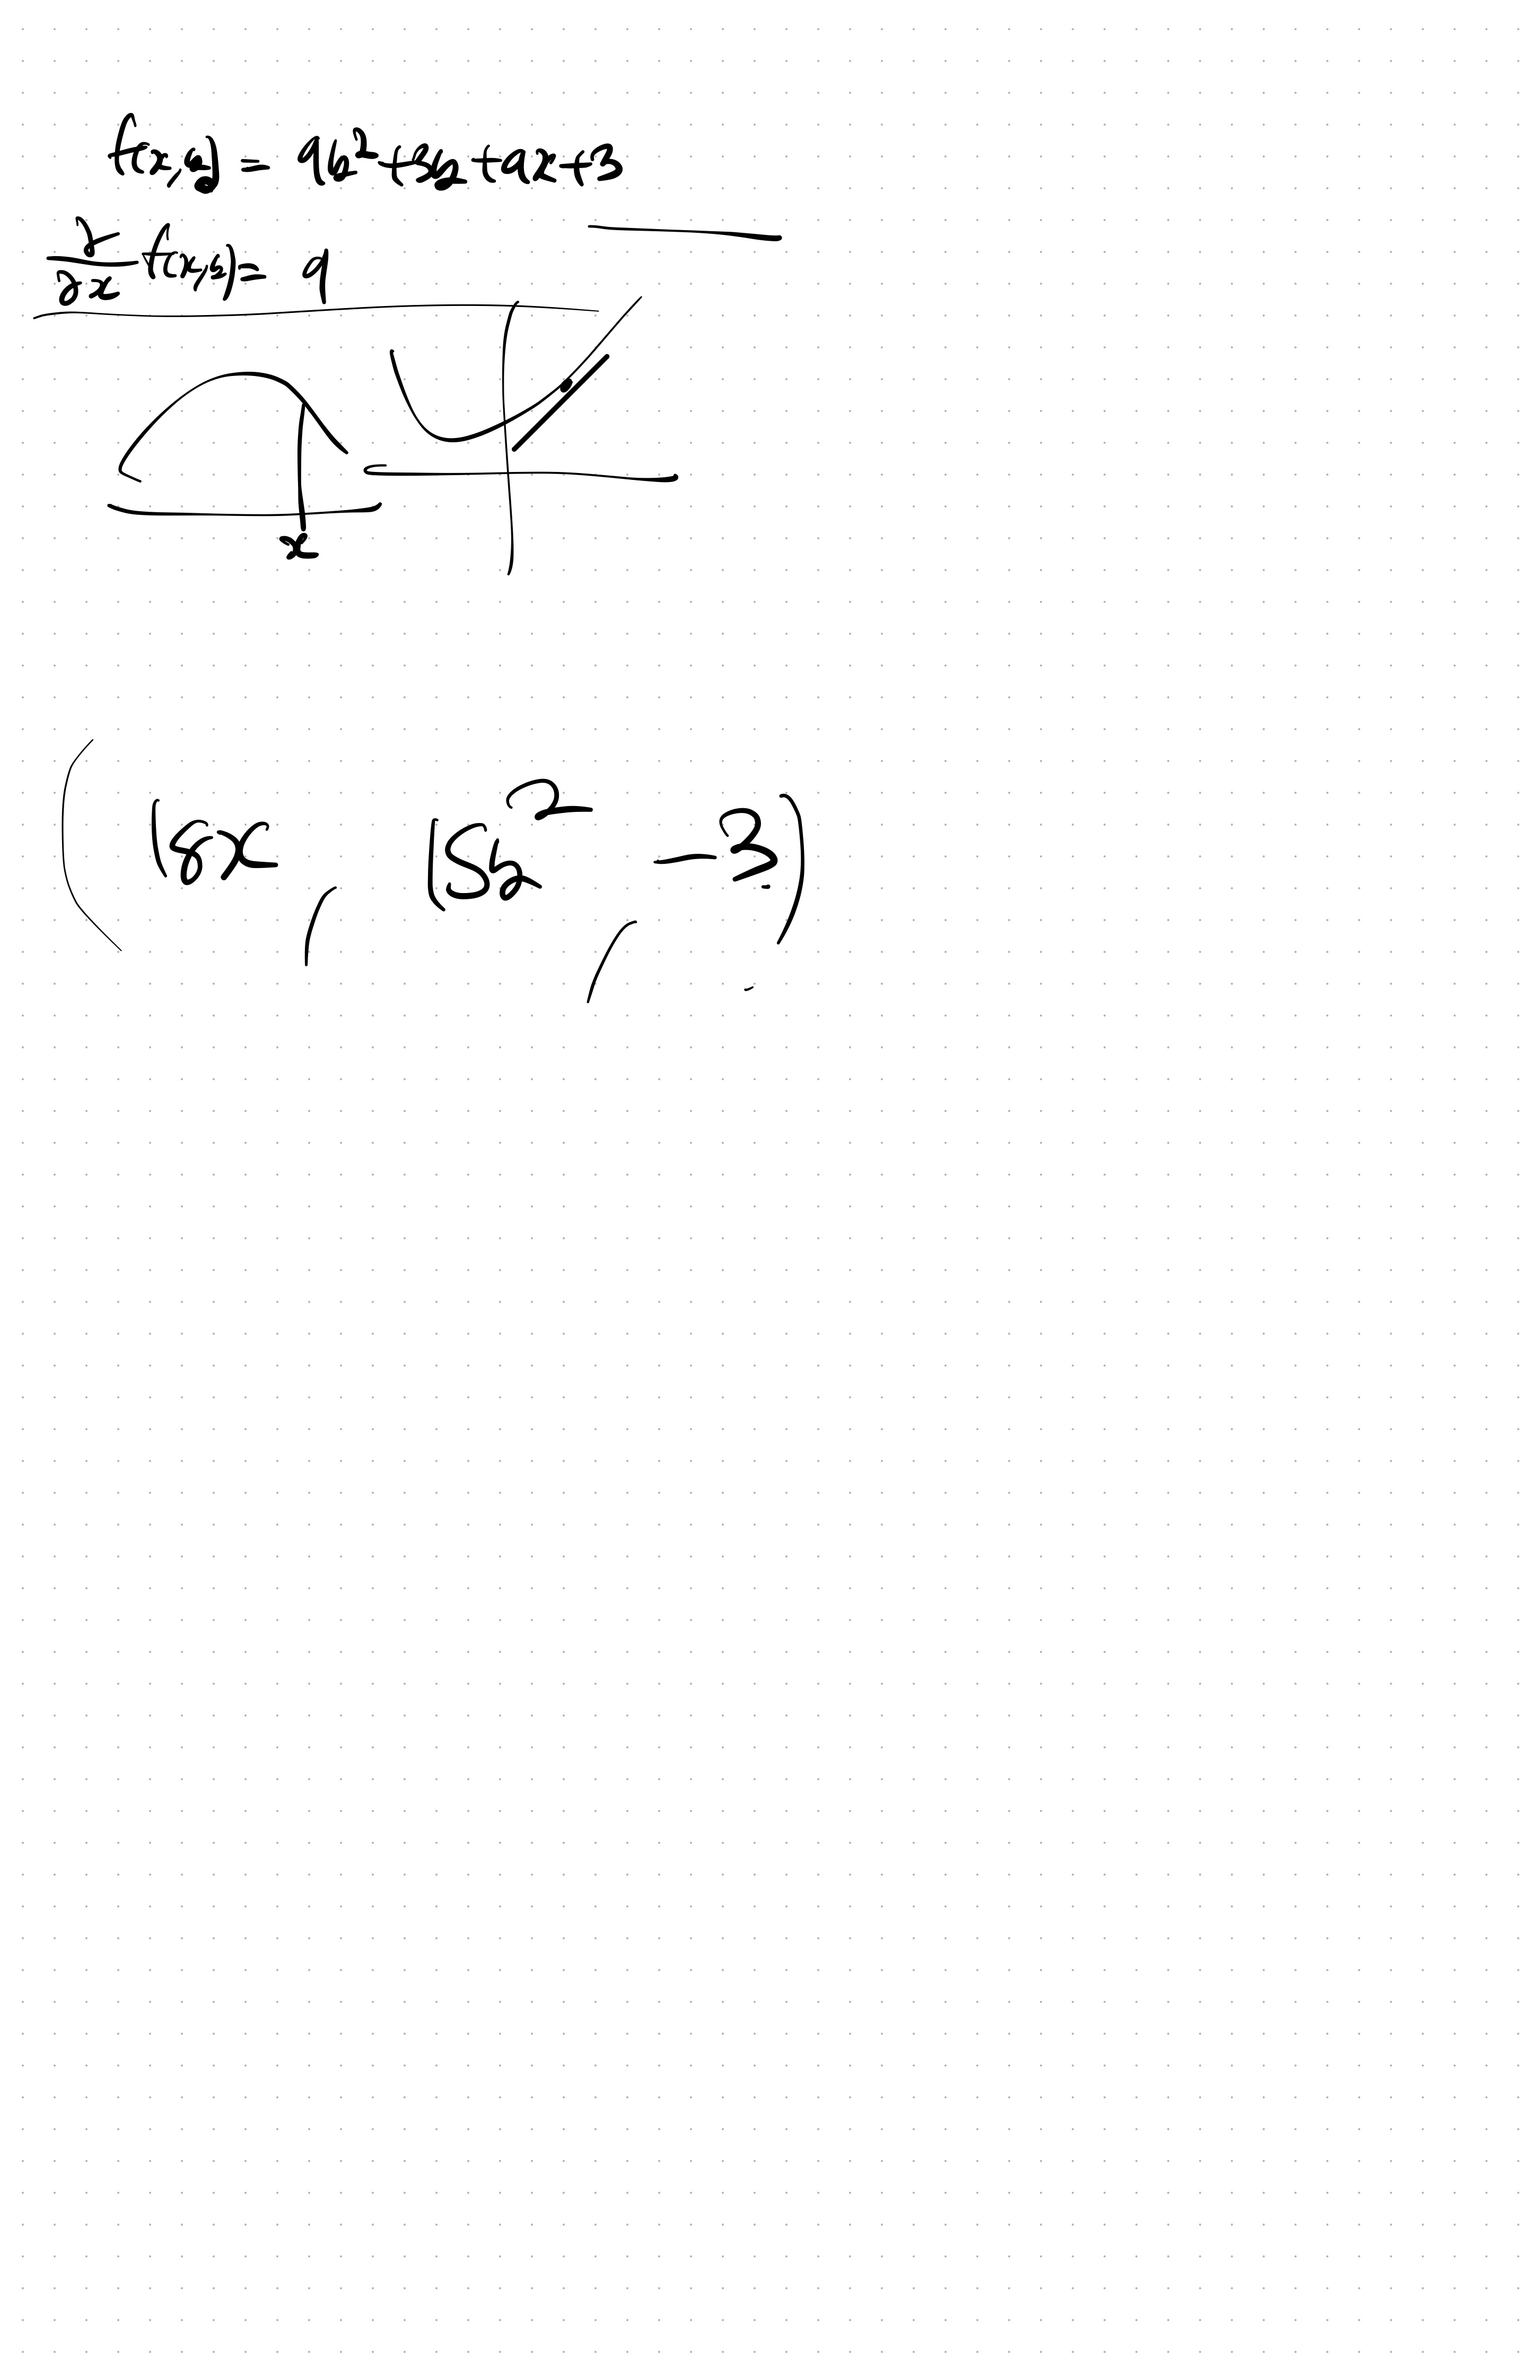 f(x,y) = 9y²+3y+9x+3
∂/∂x f(x,y) = 9
x
(18x, 15y², -3)